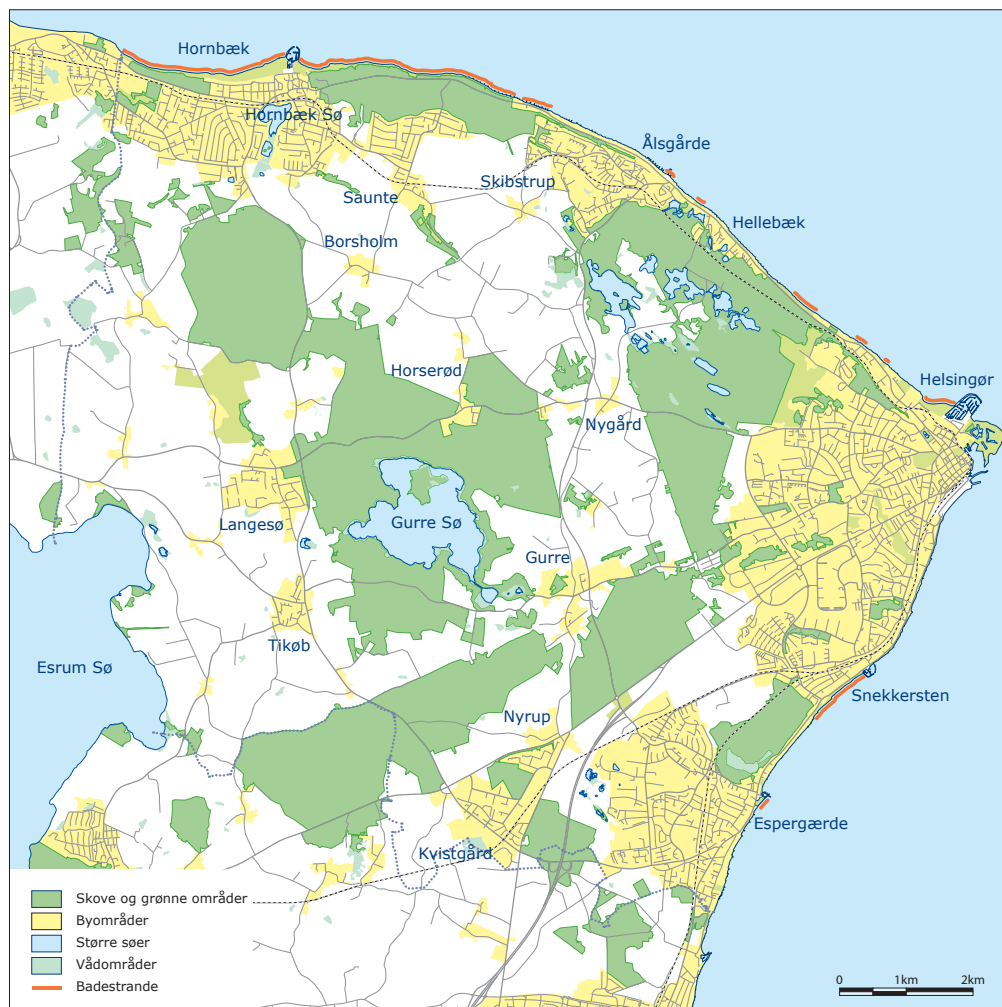 Hornbæk
Hornbæk Sø
Ålsgårde
Skibstrup
Saunte
Hellebæk
Borsholm
Horserød
Helsingør
Nygård
Langesø
Gurre Sø
Gurre
Tikøb
Esrum Sø
Snekkersten
Nyrup
Espergærde
Kvistgård
Skove og grønne områder
Byområder
Større søer
Vådområder
Badestrande
0 1km 2km